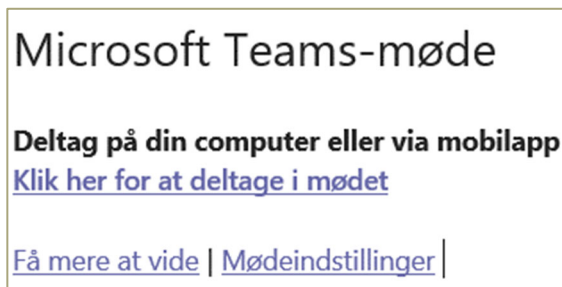 Microsoft Teams-møde
Deltag på din computer eller via mobilapp
Klik her for at deltage i mødet
Få mere at vide | Mødeindstillinger